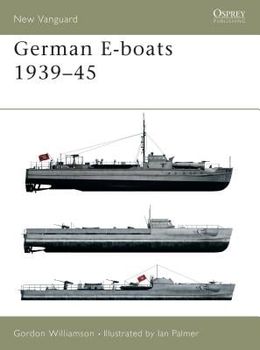 New Vanguard
OSPREY
PUBLISHING
German E-boats
1939–45
Gordon Williamson • Illustrated by Ian Palmer